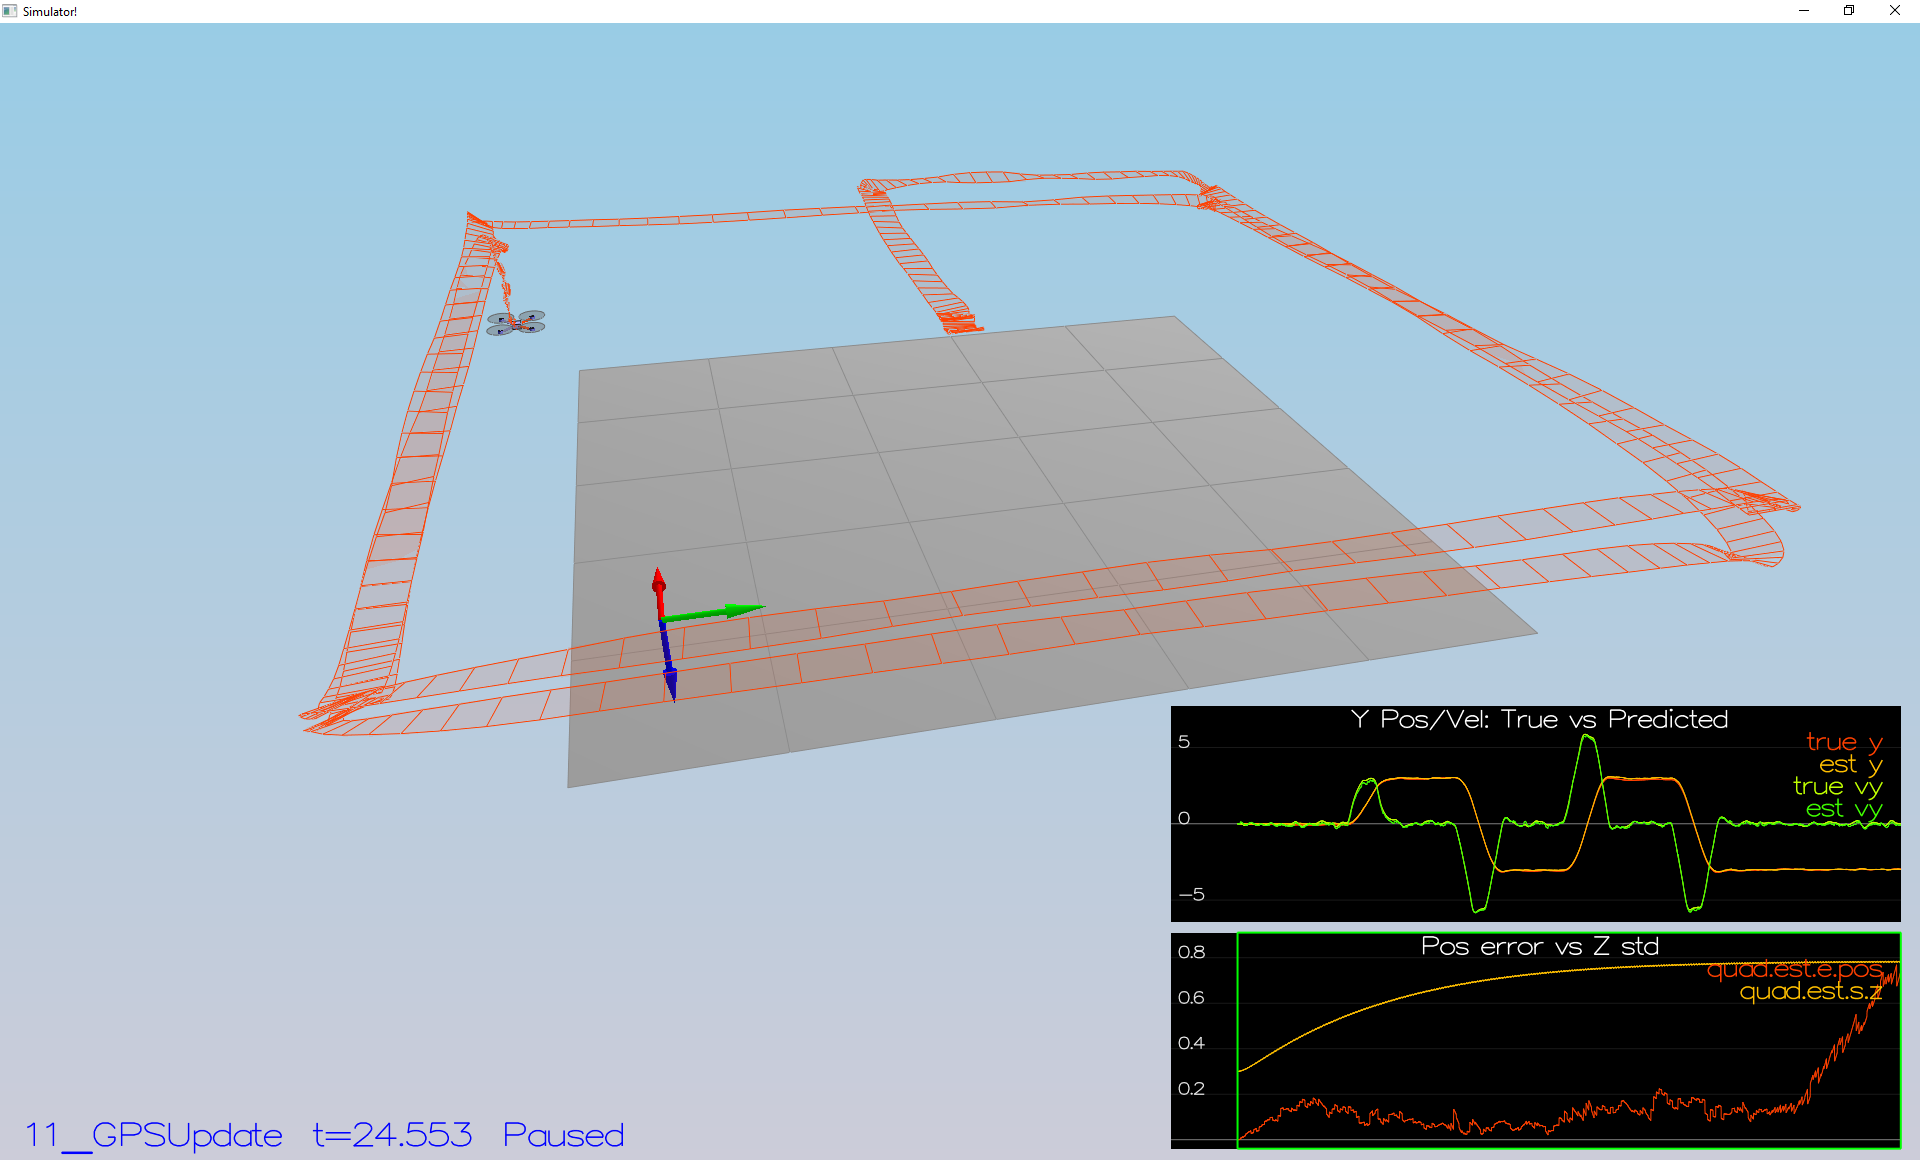 Simulator!
Y Pos/Vel: True vs Predicted
5
true y
est y
true vy
est vy
0
-5
Pos error vs Z std
0.8
quad.est.e.pos
quad.est.s.z
0.6
0.4
0.2
11__GPSUpdate t=24.553 Paused